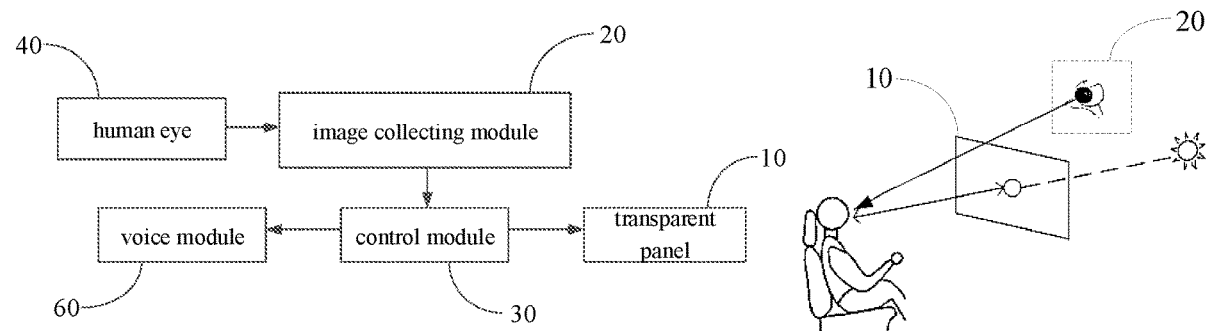 40
20
human eye
image collecting module
10
voice module
control module
transparent
panel
60
30
20
10